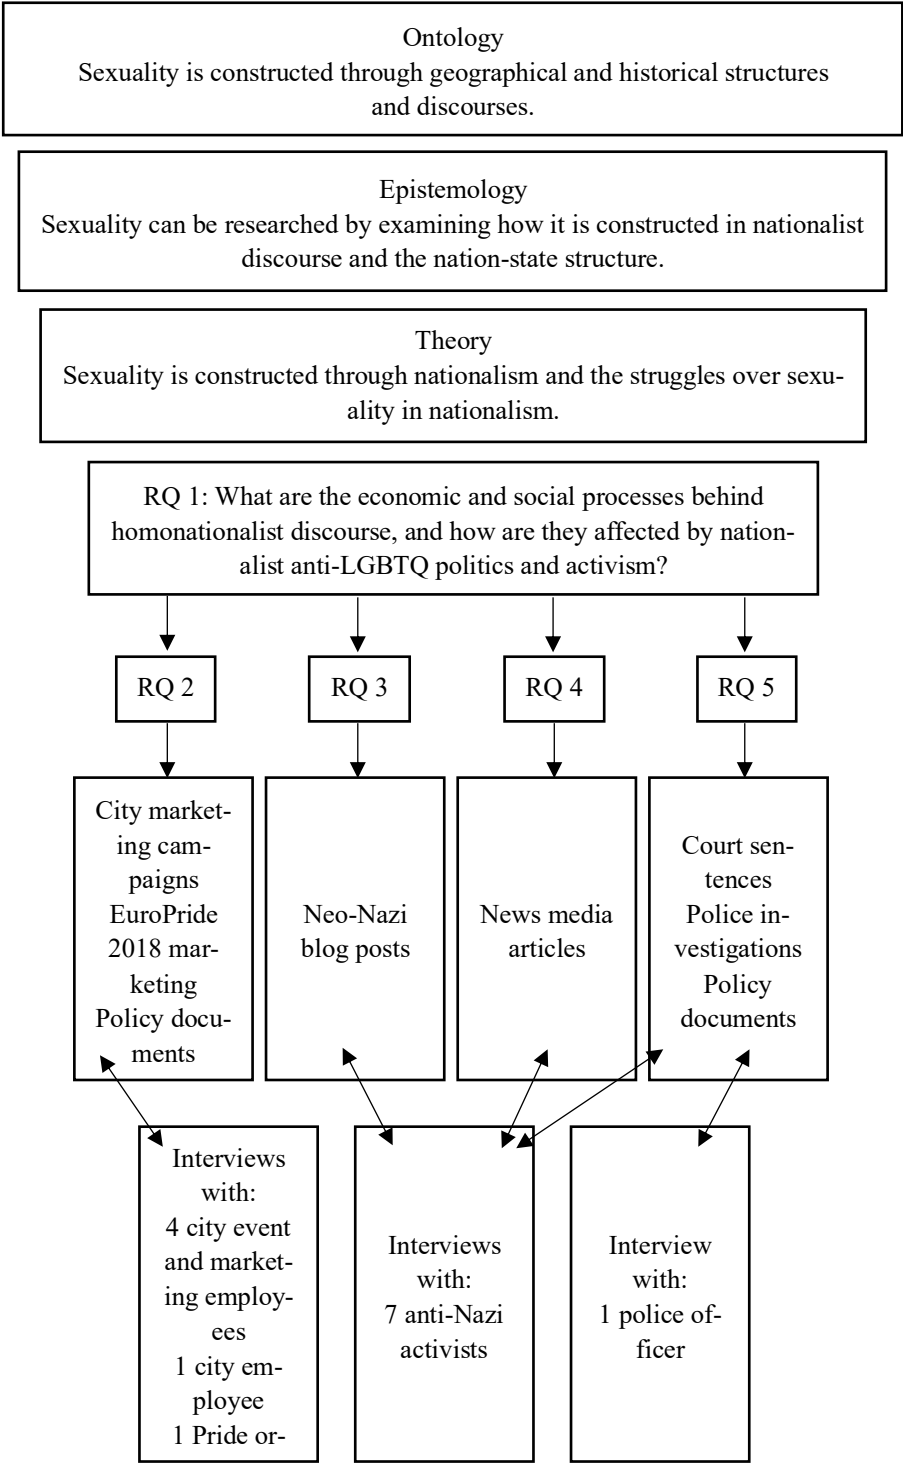 Ontology
Sexuality is constructed through geographical and historical structures
and discourses.
Epistemology
Sexuality can be researched by examining how it is constructed in nationalist
discourse and the nation-state structure.
Theory
Sexuality is constructed through nationalism and the struggles over sexu-
ality in nationalism.
RQ 1: What are the economic and social processes behind
homonationalist discourse, and how are they affected by nation-
alist anti-LGBTQ politics and activism?
RQ 2
RQ 3
RQ 4
RQ 5
City market-
ing cam-
paigns
EuroPride
2018 mar-
keting
Policy docu-
ments
Neo-Nazi
blog posts
News media
articles
Court sen-
tences
Police in-
vestigations
Policy
documents
Interviews
with:
4 city event
and market-
ing employ-
ees
1 city em-
ployee
1 Pride or-
Interviews
with:
7 anti-Nazi
activists
Interview
with:
1 police of-
ficer